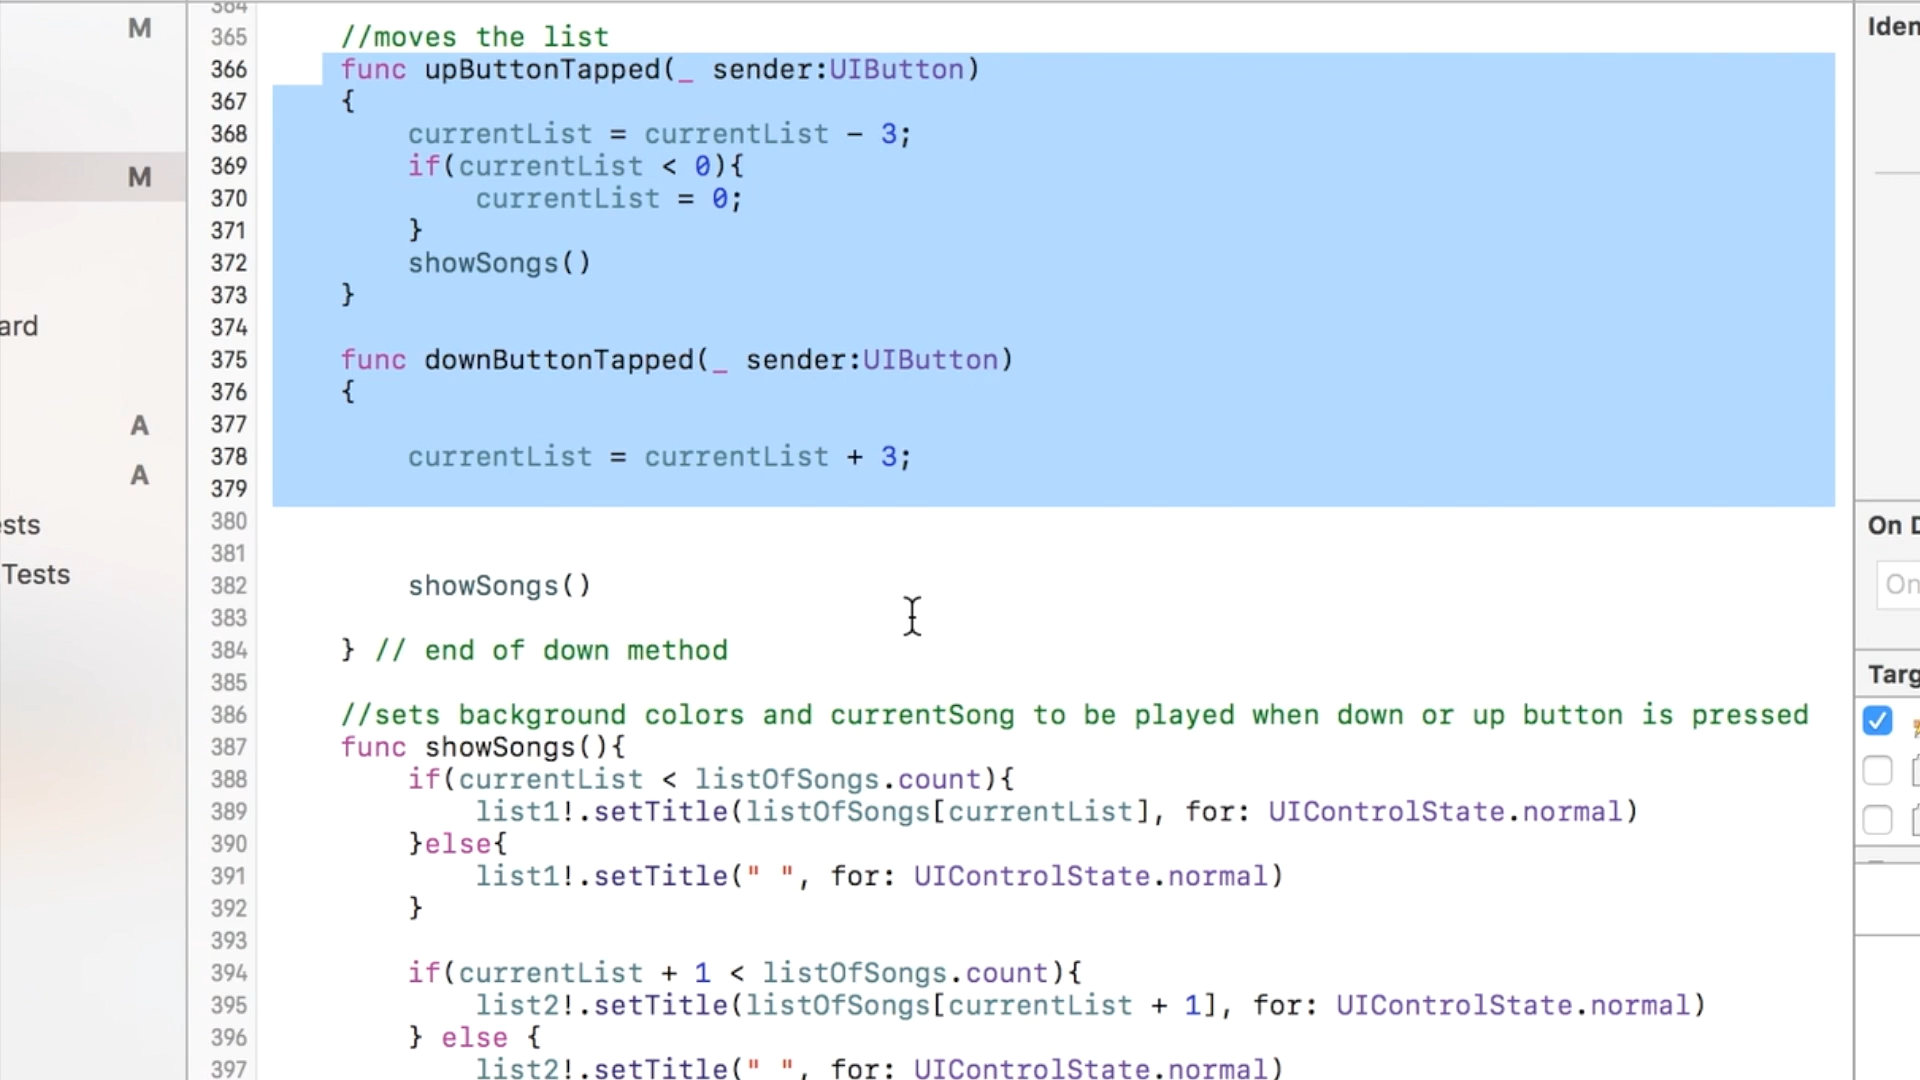 364
365 //moves the list
366 func upButtonTapped(_ sender:UIButton)
367 {
368 currentList = currentList - 3;
369 if(currentList < 0){
370 currentList = 0;
371 }
372 showSongs()
373 }
374
375 func downButtonTapped(_ sender:UIButton)
376 {
377
378 currentList = currentList + 3;
379
380
381
382 showSongs()
383
384 } // end of down method
385
386 //sets background colors and currentSong to be played when down or up button is pressed
387 func showSongs(){
388 if(currentList < listOfSongs.count){
389 list1!.setTitle(listOfSongs[currentList], for: UIControlState.normal)
390 }else{
391 list1!.setTitle(" ", for: UIControlState.normal)
392 }
393
394 if(currentList + 1 < listOfSongs.count){
395 list2!.setTitle(listOfSongs[currentList + 1], for: UIControlState.normal)
396 } else {
397 list2!.setTitle(" ", for: UIControlState.normal)
M
M
ard
A
A
ests
Tests
Iden
On D
On
Targ